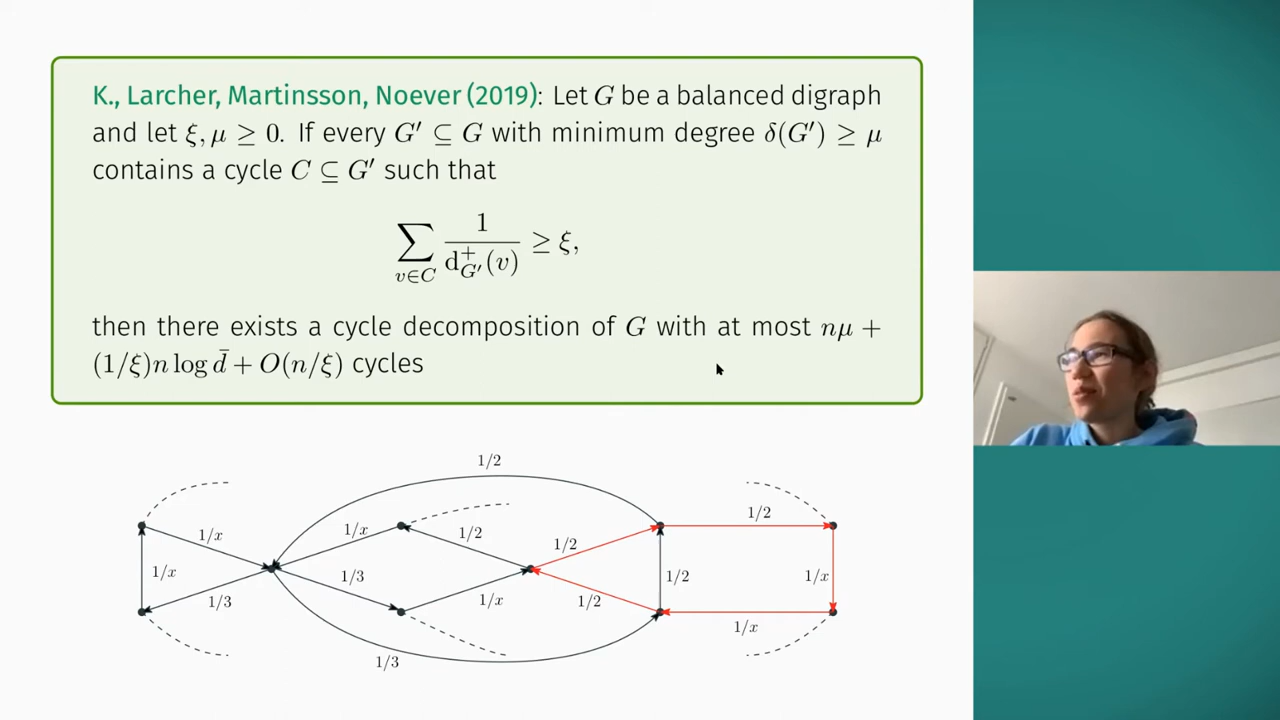 K., Larcher, Martinsson, Noever (2019): Let G be a balanced digraph
and let ξ, μ ≥ 0. If every G′ ⊆ G with minimum degree δ(G′) ≥ μ
contains a cycle C ⊆ G′ such that
∑_{v∈C} 1/d⁺_{G′}(v) ≥ ξ,
then there exists a cycle decomposition of G with at most nμ +
(1/ξ)n log d̄ + O(n/ξ) cycles
1/2
1/2
1/x
1/x
1/2
1/2
1/x
1/3
1/2
1/x
1/3
1/x
1/2
1/x
1/3